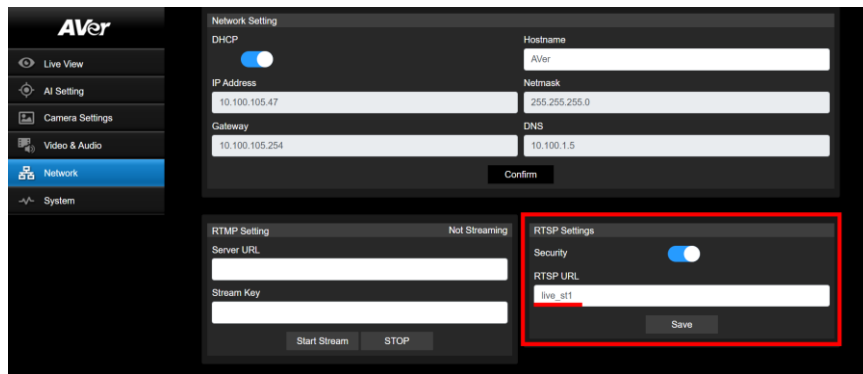 AVer
Live View
AI Setting
Camera Settings
Video & Audio
Network
System
Network Setting
DHCP
Hostname
AVer
IP Address
Netmask
10.100.105.47
255.255.255.0
Gateway
DNS
10.100.105.254
10.100.1.5
Confirm
RTMP Setting
Not Streaming
Server URL
Stream Key
Start Stream
STOP
RTSP Settings
Security
RTSP URL
live_st1
Save